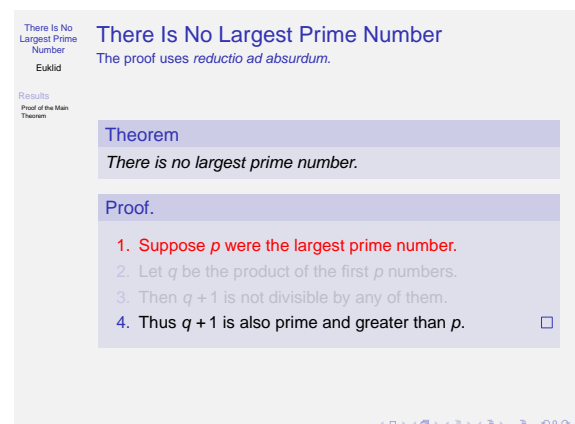 There Is No
Largest Prime
Number
Euklid
Results
Proof of the Main
Theorem
There Is No Largest Prime Number
The proof uses reductio ad absurdum.
Theorem
There is no largest prime number.
Proof.
1. Suppose p were the largest prime number.
2. Let q be the product of the first p numbers.
3. Then q + 1 is not divisible by any of them.
4. Thus q + 1 is also prime and greater than p.